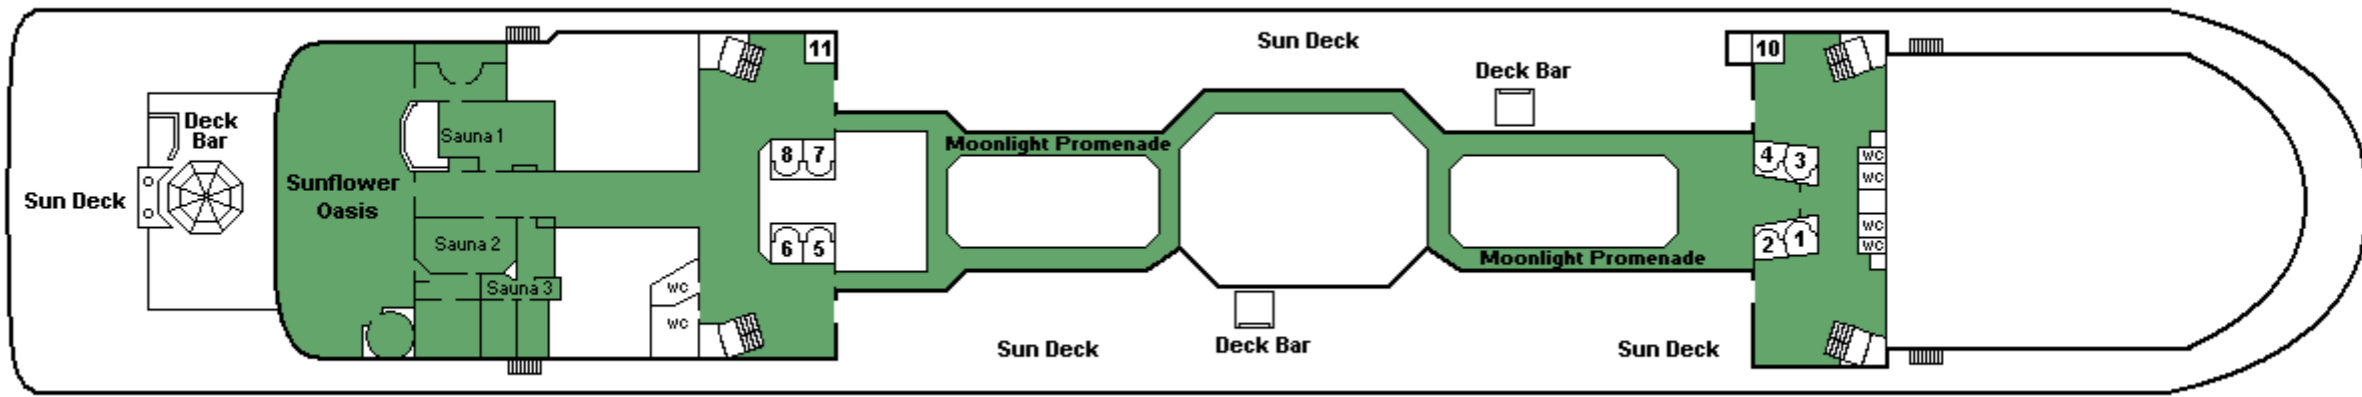 Sun Deck
Deck
Bar
Sunflower
Oasis
Sauna 1
Sauna 2
Sauna 3
wc
wc
11
8 7
6 5
Moonlight Promenade
Sun Deck
Sun Deck
Deck Bar
Deck Bar
Moonlight Promenade
Sun Deck
10
4 3
2 1
wc
wc
wc
wc